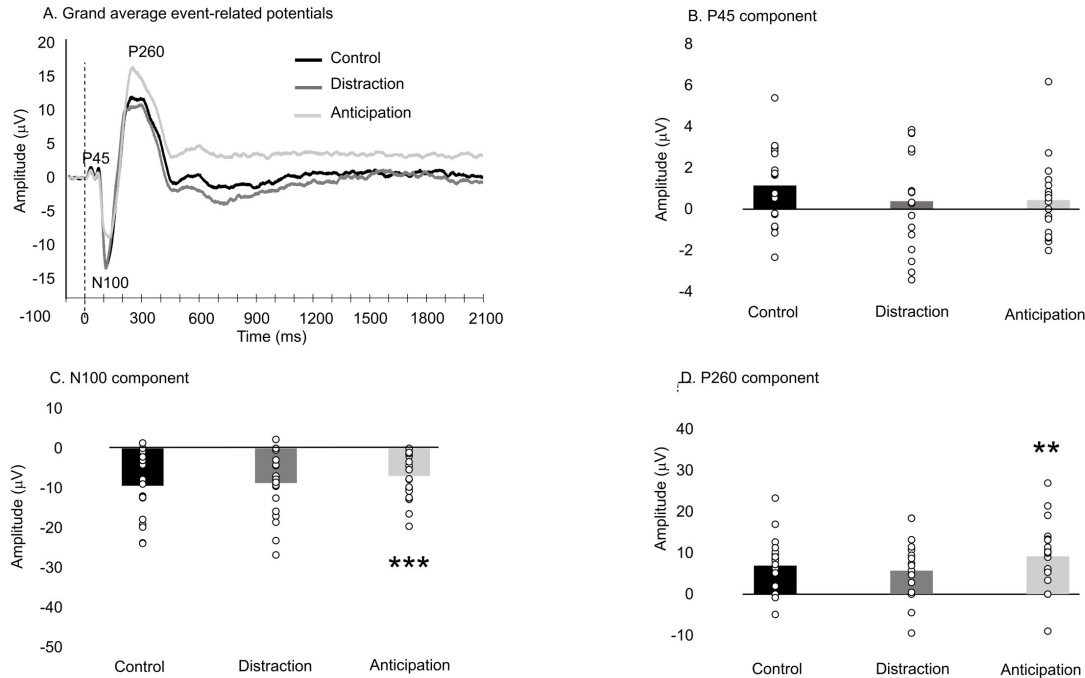 A. Grand average event-related potentials
20
15
10
5
0
-5
-10
-15
-100
Amplitude (µV)
P260
P45
N100
Control
Distraction
Anticipation
0 300 600 900 1200 1500 1800 2100
Time (ms)
B. P45 component
8
6
4
2
0
-2
-4
Amplitude (µV)
Control Distraction Anticipation
C. N100 component
10
0
-10
-20
-30
-40
-50
Amplitude (µV)
***
Control Distraction Anticipation
D. P260 component
40
30
20
10
0
-10
Amplitude (µV)
**
Control Distraction Anticipation